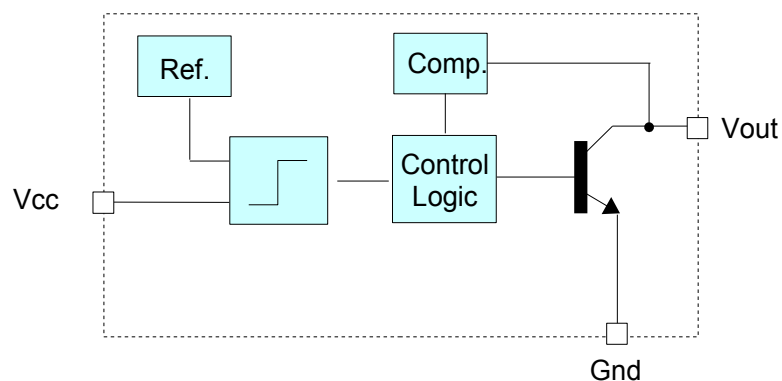 Ref.
Comp.
Vout
Control
Logic
Vcc
Gnd